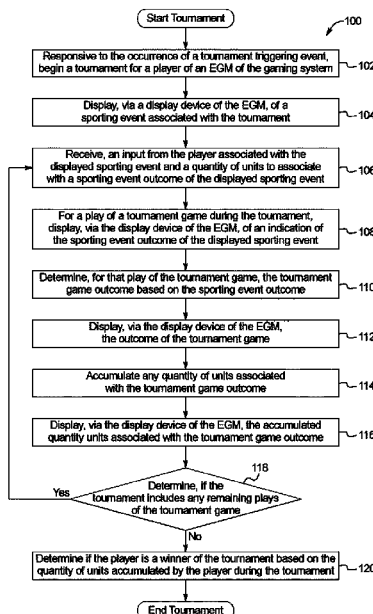 Start Tournament
100
Responsive to the occurrence of a tournament triggering event,
begin a tournament for a player of an EGM of the gaming system
102
Display, via a display device of the EGM, of a
sporting event associated with the tournament
104
Receive, an input from the player associated with the
displayed sporting event and a quantity of units to associate
with a sporting event outcome of the displayed sporting event
106
For a play of a tournament game during the tournament,
display, via the display device of the EGM, of an indication of
the sporting event outcome of the displayed sporting event
108
Determine, for that play of the tournament game, the tournament
game outcome based on the sporting event outcome
110
Display, via the display device of the EGM,
the outcome of the tournament game
112
Accumulate any quantity of units associated
with the tournament game outcome
114
Display, via the display device of the EGM, the accumulated
quantity units associated with the tournament game outcome
116
118
Yes
Determine, if the
tournament includes any remaining plays
of the tournament game
No
Determine if the player is a winner of the tournament based on the
quantity of units accumulated by the player during the tournament
120
End Tournament